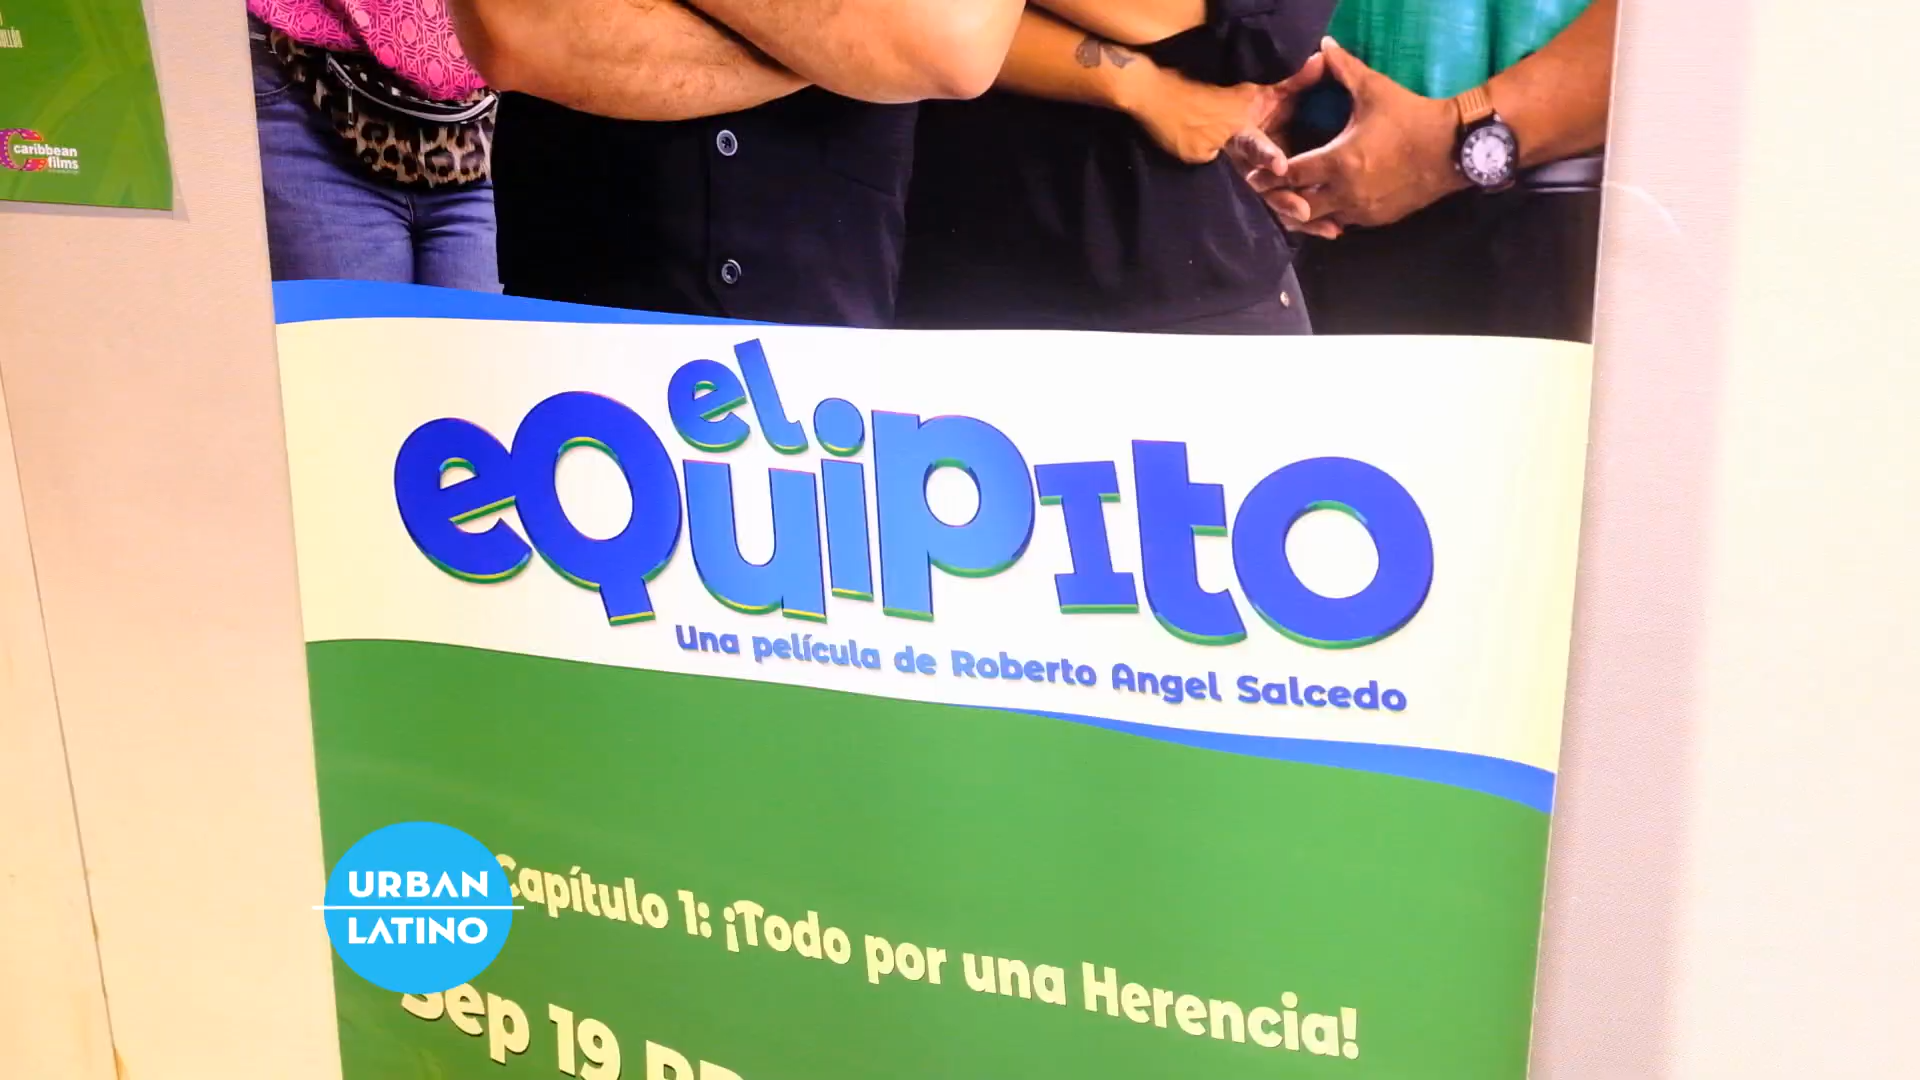 caribbean
films
el
eQuipito
Una película de Roberto Angel Salcedo
Capítulo 1: ¡Todo por una Herencia!
Sep 19
URBAN
LATINO